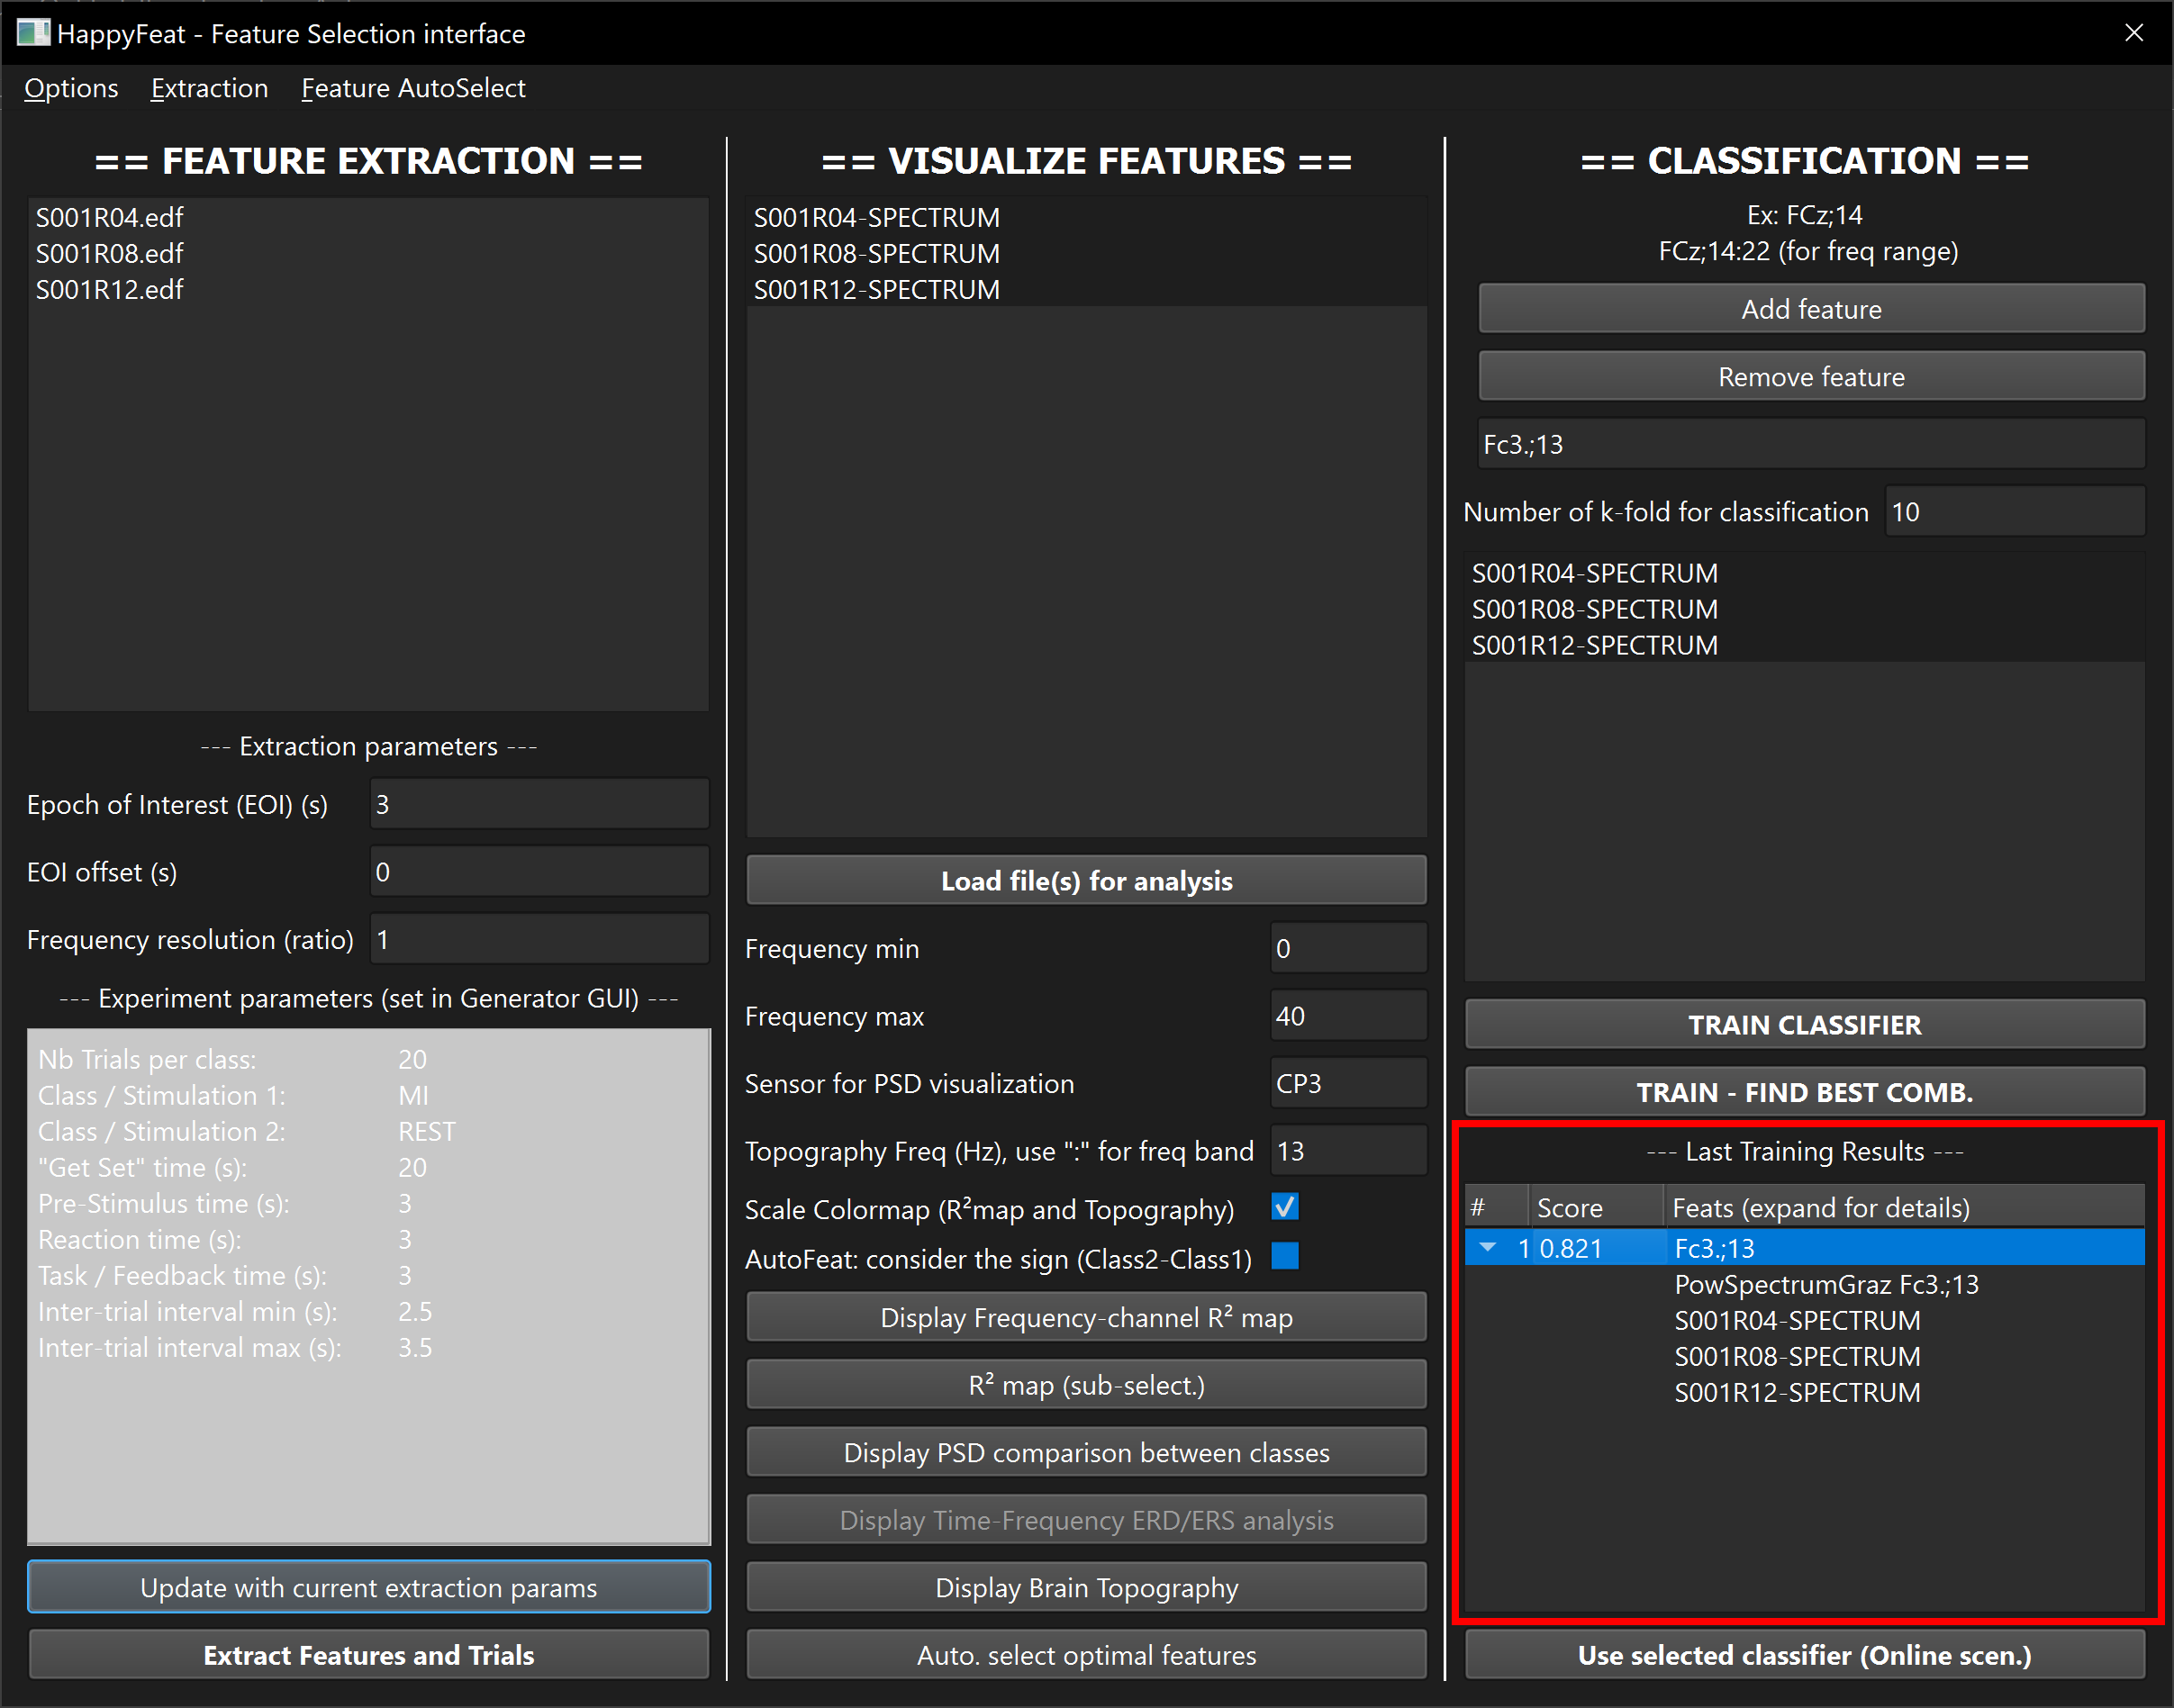 HappyFeat - Feature Selection interface
Options Extraction Feature AutoSelect
== FEATURE EXTRACTION ==
S001R04.edf
S001R08.edf
S001R12.edf
--- Extraction parameters ---
Epoch of Interest (EOI) (s) 3
EOI offset (s) 0
Frequency resolution (ratio) 1
--- Experiment parameters (set in Generator GUI) ---
Nb Trials per class: 20
Class / Stimulation 1: MI
Class / Stimulation 2: REST
"Get Set" time (s): 20
Pre-Stimulus time (s): 3
Reaction time (s): 3
Task / Feedback time (s): 3
Inter-trial interval min (s): 2.5
Inter-trial interval max (s): 3.5
Update with current extraction params
Extract Features and Trials
== VISUALIZE FEATURES ==
S001R04-SPECTRUM
S001R08-SPECTRUM
S001R12-SPECTRUM
Load file(s) for analysis
Frequency min 0
Frequency max 40
Sensor for PSD visualization CP3
Topography Freq (Hz), use ":" for freq band 13
Scale Colormap (R²map and Topography)
AutoFeat: consider the sign (Class2-Class1)
Display Frequency-channel R² map
R² map (sub-select.)
Display PSD comparison between classes
Display Time-Frequency ERD/ERS analysis
Display Brain Topography
Auto. select optimal features
== CLASSIFICATION ==
Ex: FCz;14
FCz;14:22 (for freq range)
Add feature
Remove feature
Fc3.;13
Number of k-fold for classification 10
S001R04-SPECTRUM
S001R08-SPECTRUM
S001R12-SPECTRUM
TRAIN CLASSIFIER
TRAIN - FIND BEST COMB.
--- Last Training Results ---
# Score Feats (expand for details)
1 0.821 Fc3.;13
PowSpectrumGraz Fc3.;13
S001R04-SPECTRUM
S001R08-SPECTRUM
S001R12-SPECTRUM
Use selected classifier (Online scen.)